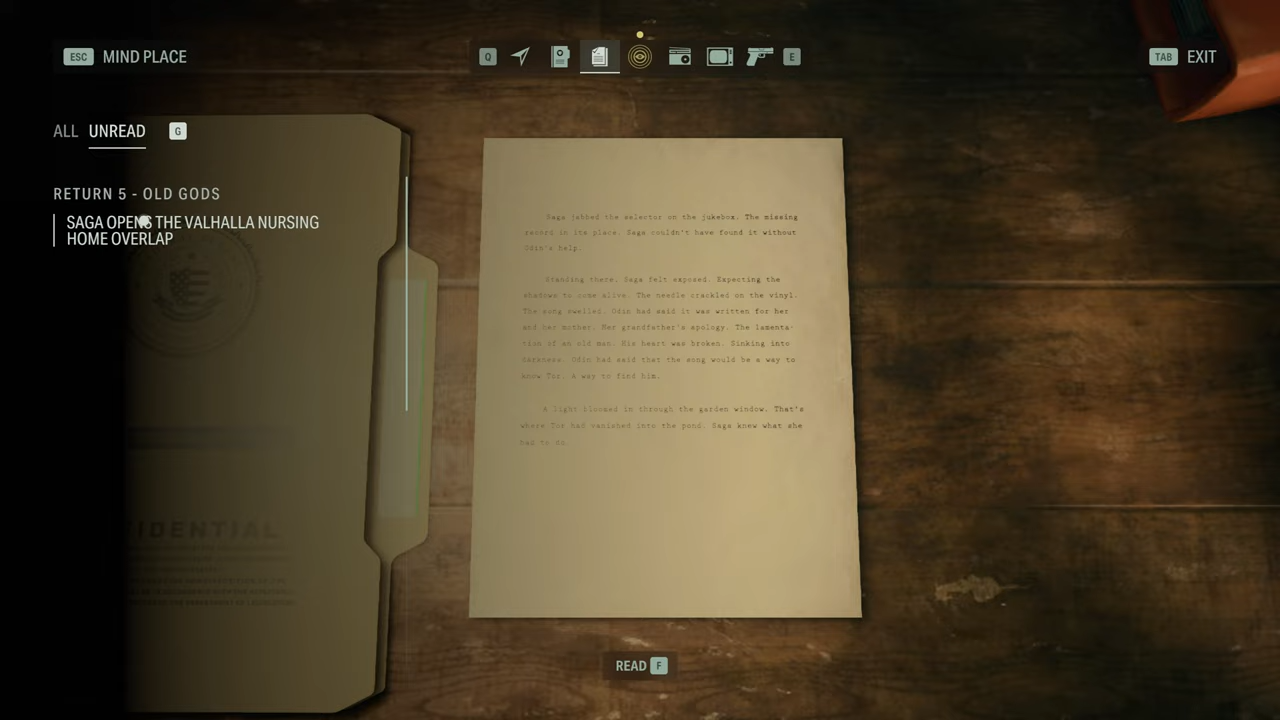 ESC MIND PLACE
Q
E
TAB EXIT
ALL UNREAD G
RETURN 5 - OLD GODS
SAGA OPENS THE VALHALLA NURSING
HOME OVERLAP
Saga jabbed the selector on the jukebox. The missing
record in its place. Saga couldn't have found it without
Odin's help.
Standing there, Saga felt exposed. Expecting the
shadows to come alive. The needle crackled on the vinyl.
The song swelled. Odin had said it was written for her
and her mother. Her grandfather's apology. The lamenta-
tion of an old man. His heart was broken. Sinking into
darkness. Odin had said that the song would be a way to
know Tor. A way to find him.
A light bloomed in through the garden window. That's
where Tor had vanished into the pond. Saga knew what she
had to do.
IDENTIAL
READ F